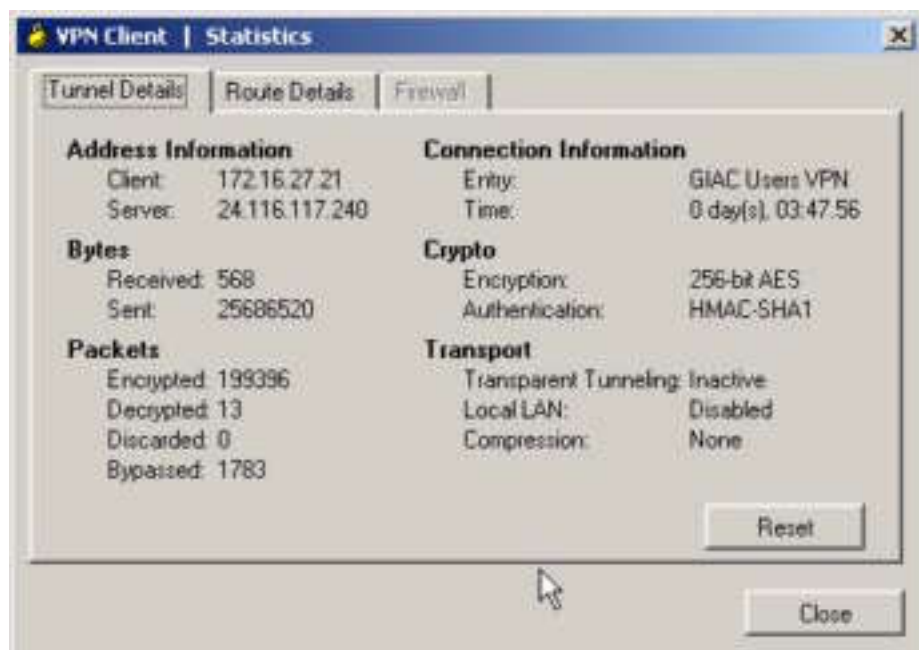 VPN Client | Statistics
Tunnel Details Route Details Firewall
Address Information
Client: 172.16.27.21
Server: 24.116.117.240
Bytes
Received: 568
Sent: 25686520
Packets
Encrypted: 199396
Decrypted: 13
Discarded: 0
Bypassed: 1783
Connection Information
Entry: GIAC Users VPN
Time: 0 day(s), 03:47.56
Crypto
Encryption: 256-bit AES
Authentication: HMAC-SHA1
Transport
Transparent Tunneling: Inactive
Local LAN: Disabled
Compression: None
Reset
Close